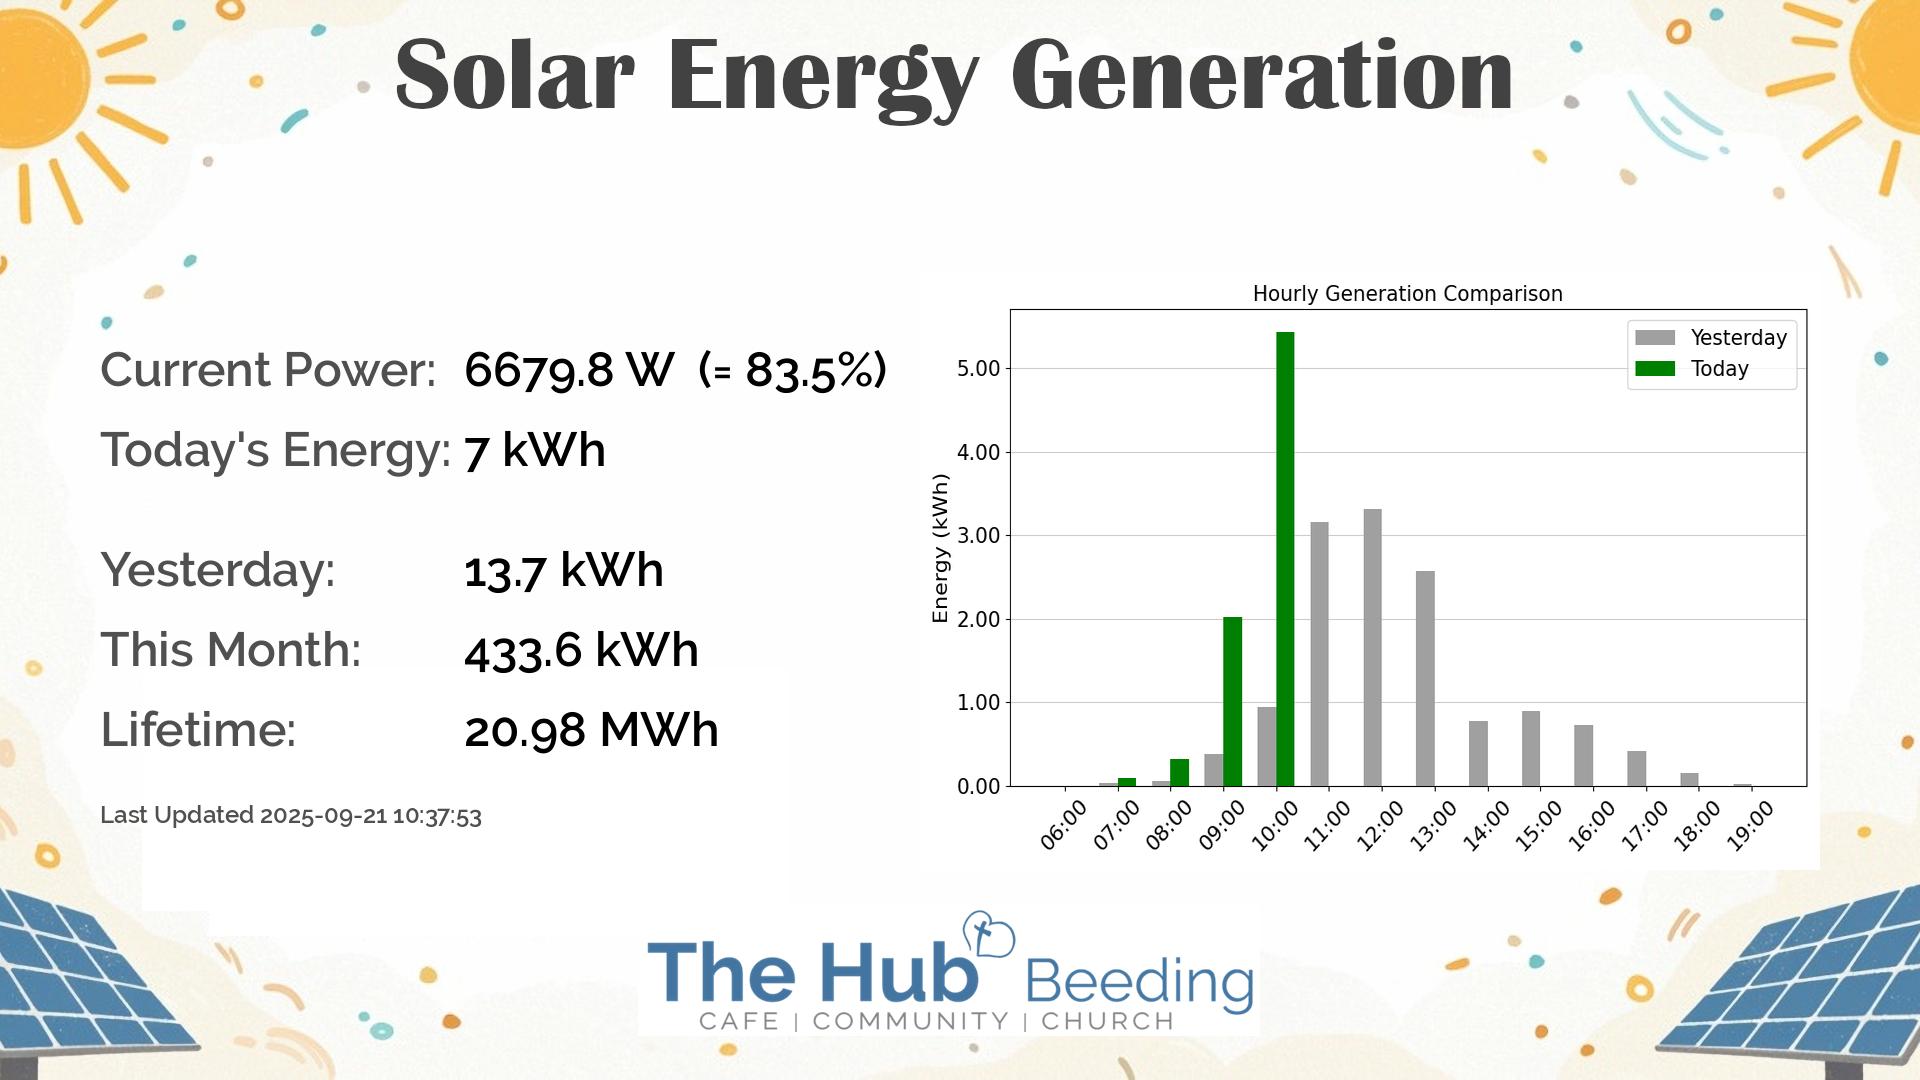 Solar Energy Generation
Current Power: 6679.8 W (= 83.5%)
Today's Energy: 7 kWh
Yesterday: 13.7 kWh
This Month: 433.6 kWh
Lifetime: 20.98 MWh
Last Updated 2025-09-21 10:37:53
Hourly Generation Comparison
Yesterday
Today
Energy (kWh)
5.00
4.00
3.00
2.00
1.00
0.00
06:00 07:00 08:00 09:00 10:00 11:00 12:00 13:00 14:00 15:00 16:00 17:00 18:00 19:00
The Hub Beeding
CAFE | COMMUNITY | CHURCH